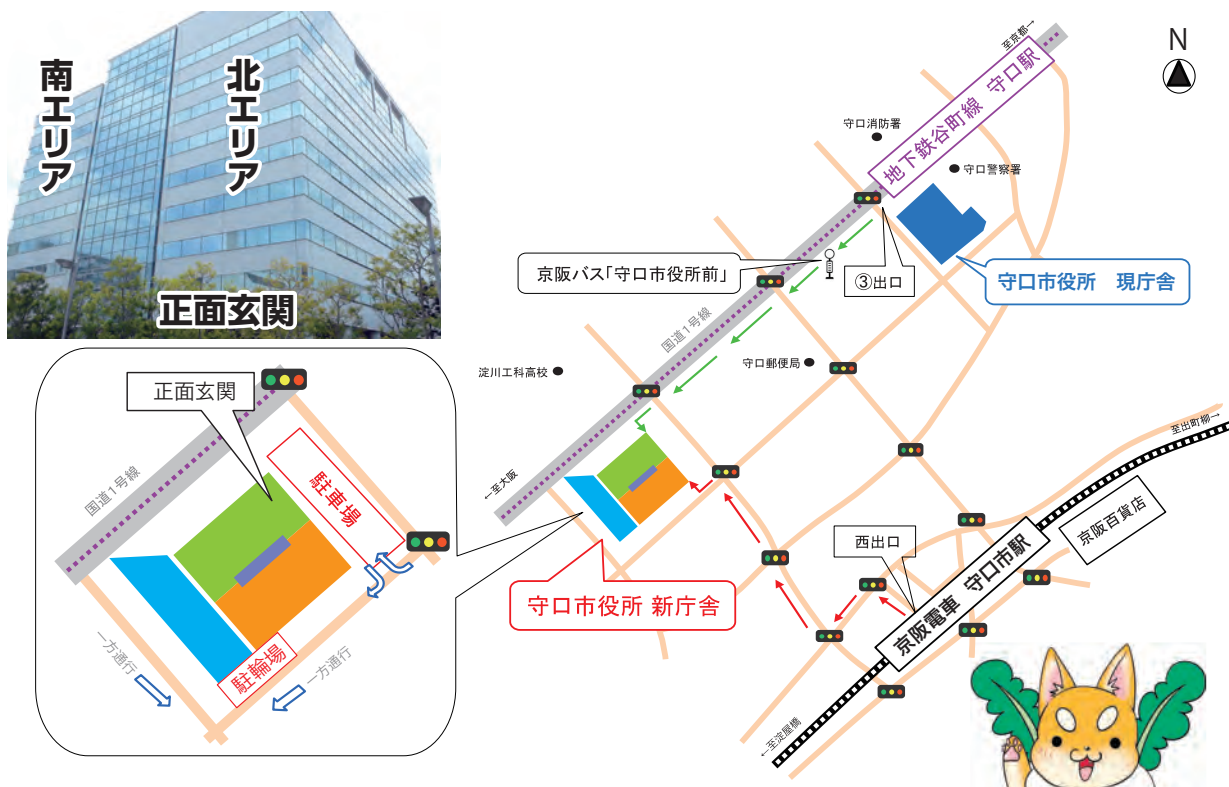 南エリア
北エリア
正面玄関
N
至京都→
地下鉄谷町線 守口駅
守口消防署
守口警察署
京阪バス「守口市役所前」
③出口
守口市役所 現庁舎
国道1号線
淀川工科高校
守口郵便局
←至大阪
至出町柳→
京阪百貨店
西出口
京阪電車 守口市駅
守口市役所 新庁舎
←至淀屋橋
正面玄関
国道1号線
駐車場
駐輪場
一方通行
一方通行